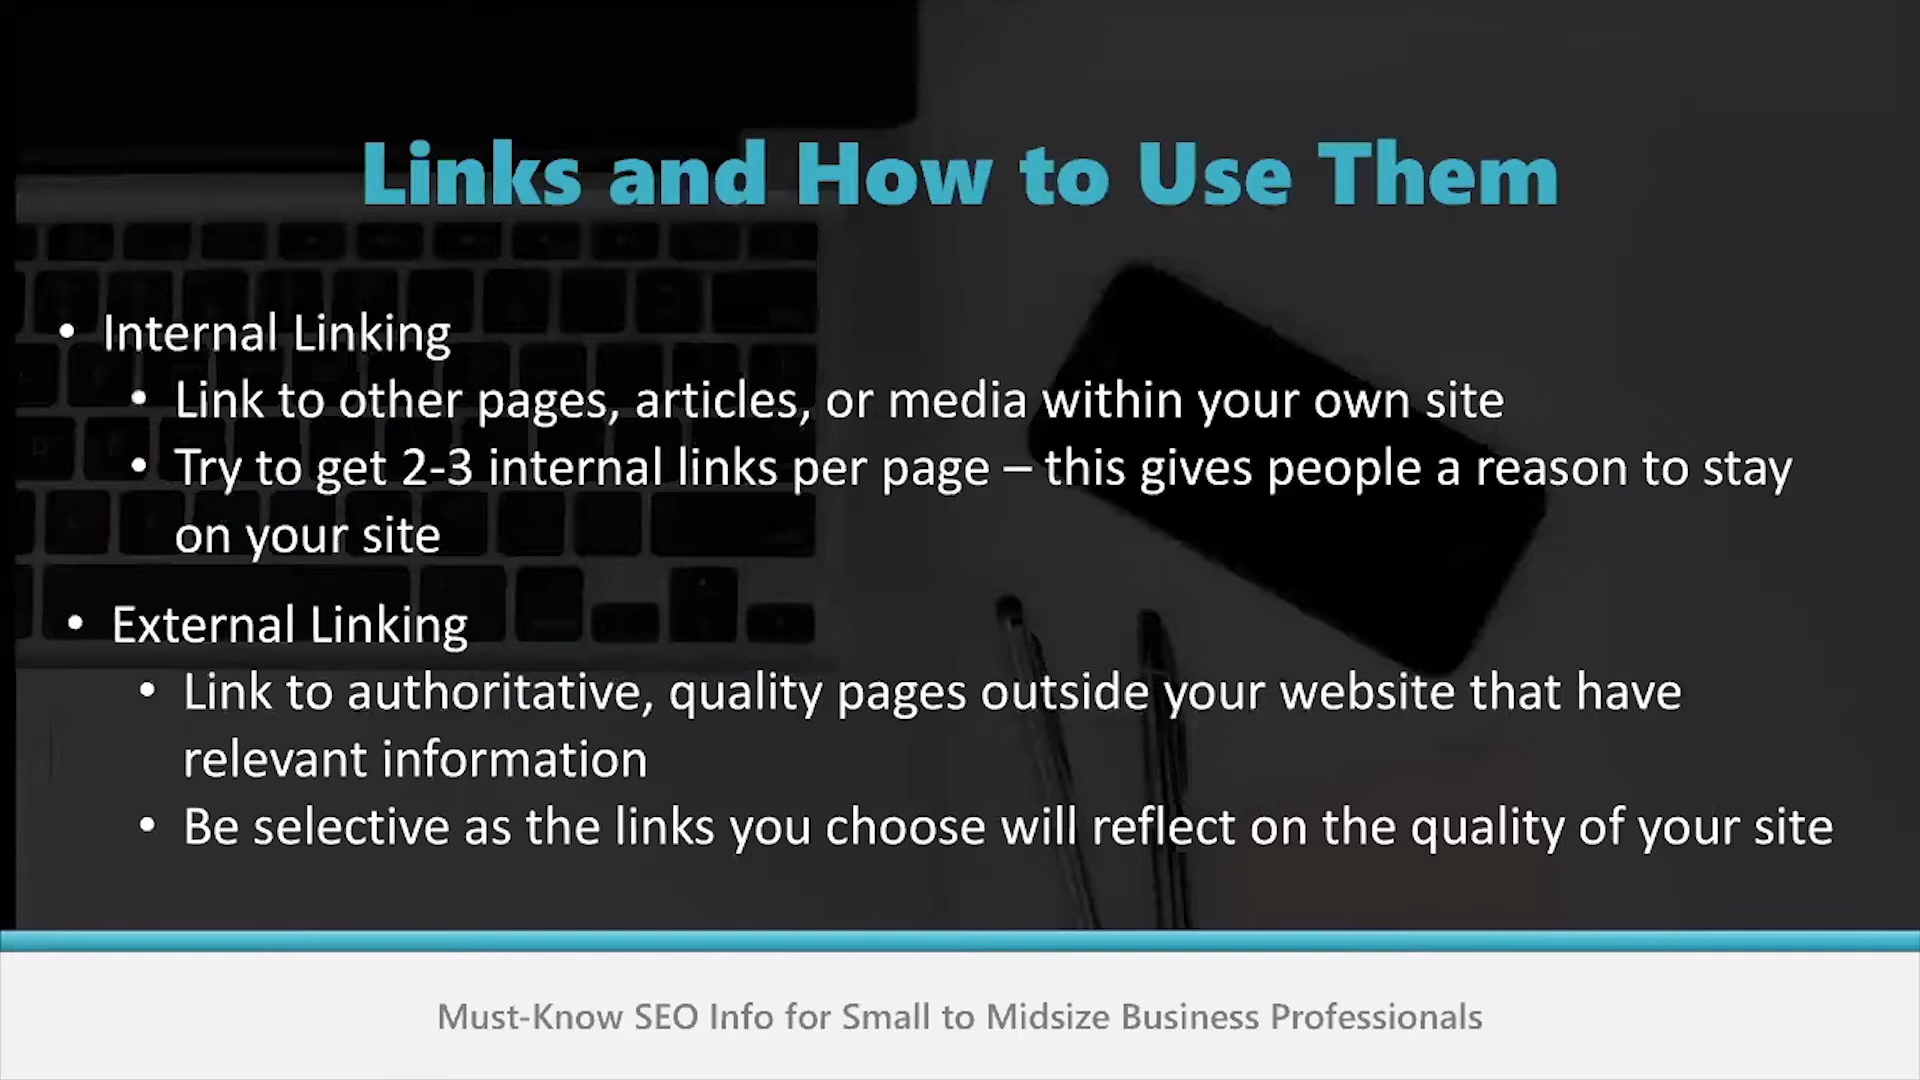 Links and How to Use Them
• Internal Linking
• Link to other pages, articles, or media within your own site
• Try to get 2-3 internal links per page – this gives people a reason to stay
on your site
• External Linking
• Link to authoritative, quality pages outside your website that have
relevant information
• Be selective as the links you choose will reflect on the quality of your site
Must-Know SEO Info for Small to Midsize Business Professionals